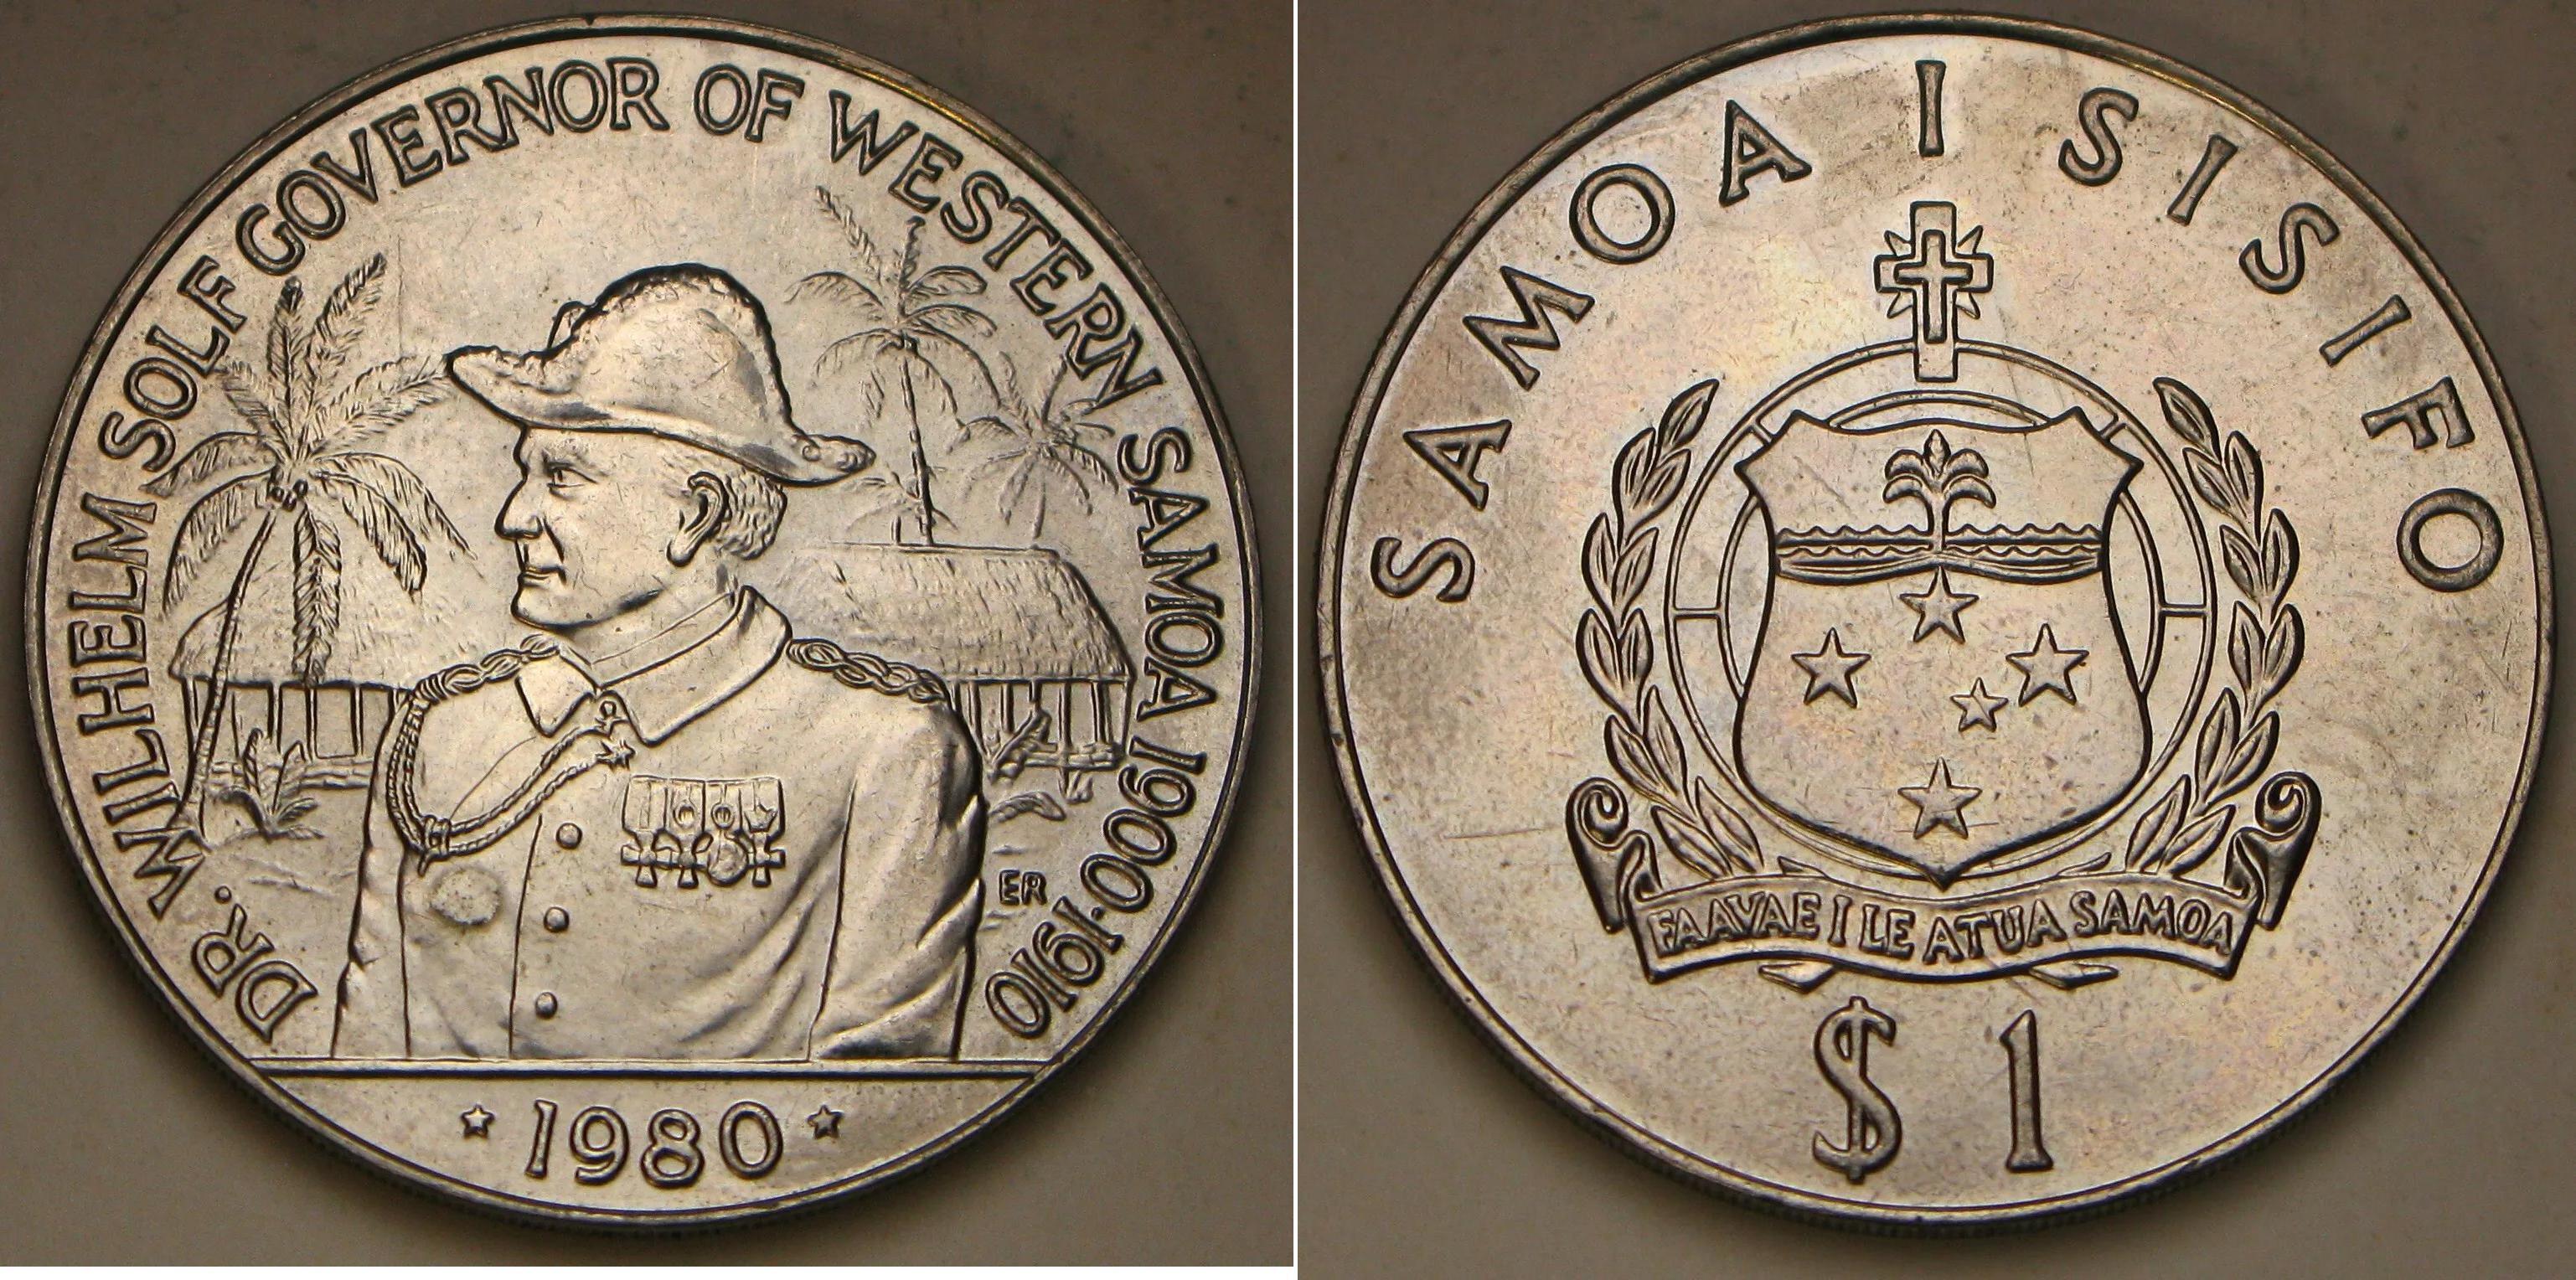 DR. WILHELM SOLF GOVERNOR OF WESTERN SAMOA 1900-1910
ER
★ 1980 ★
SAMOA I SISIFO
FAAVAE I LE ATUA SAMOA
$1